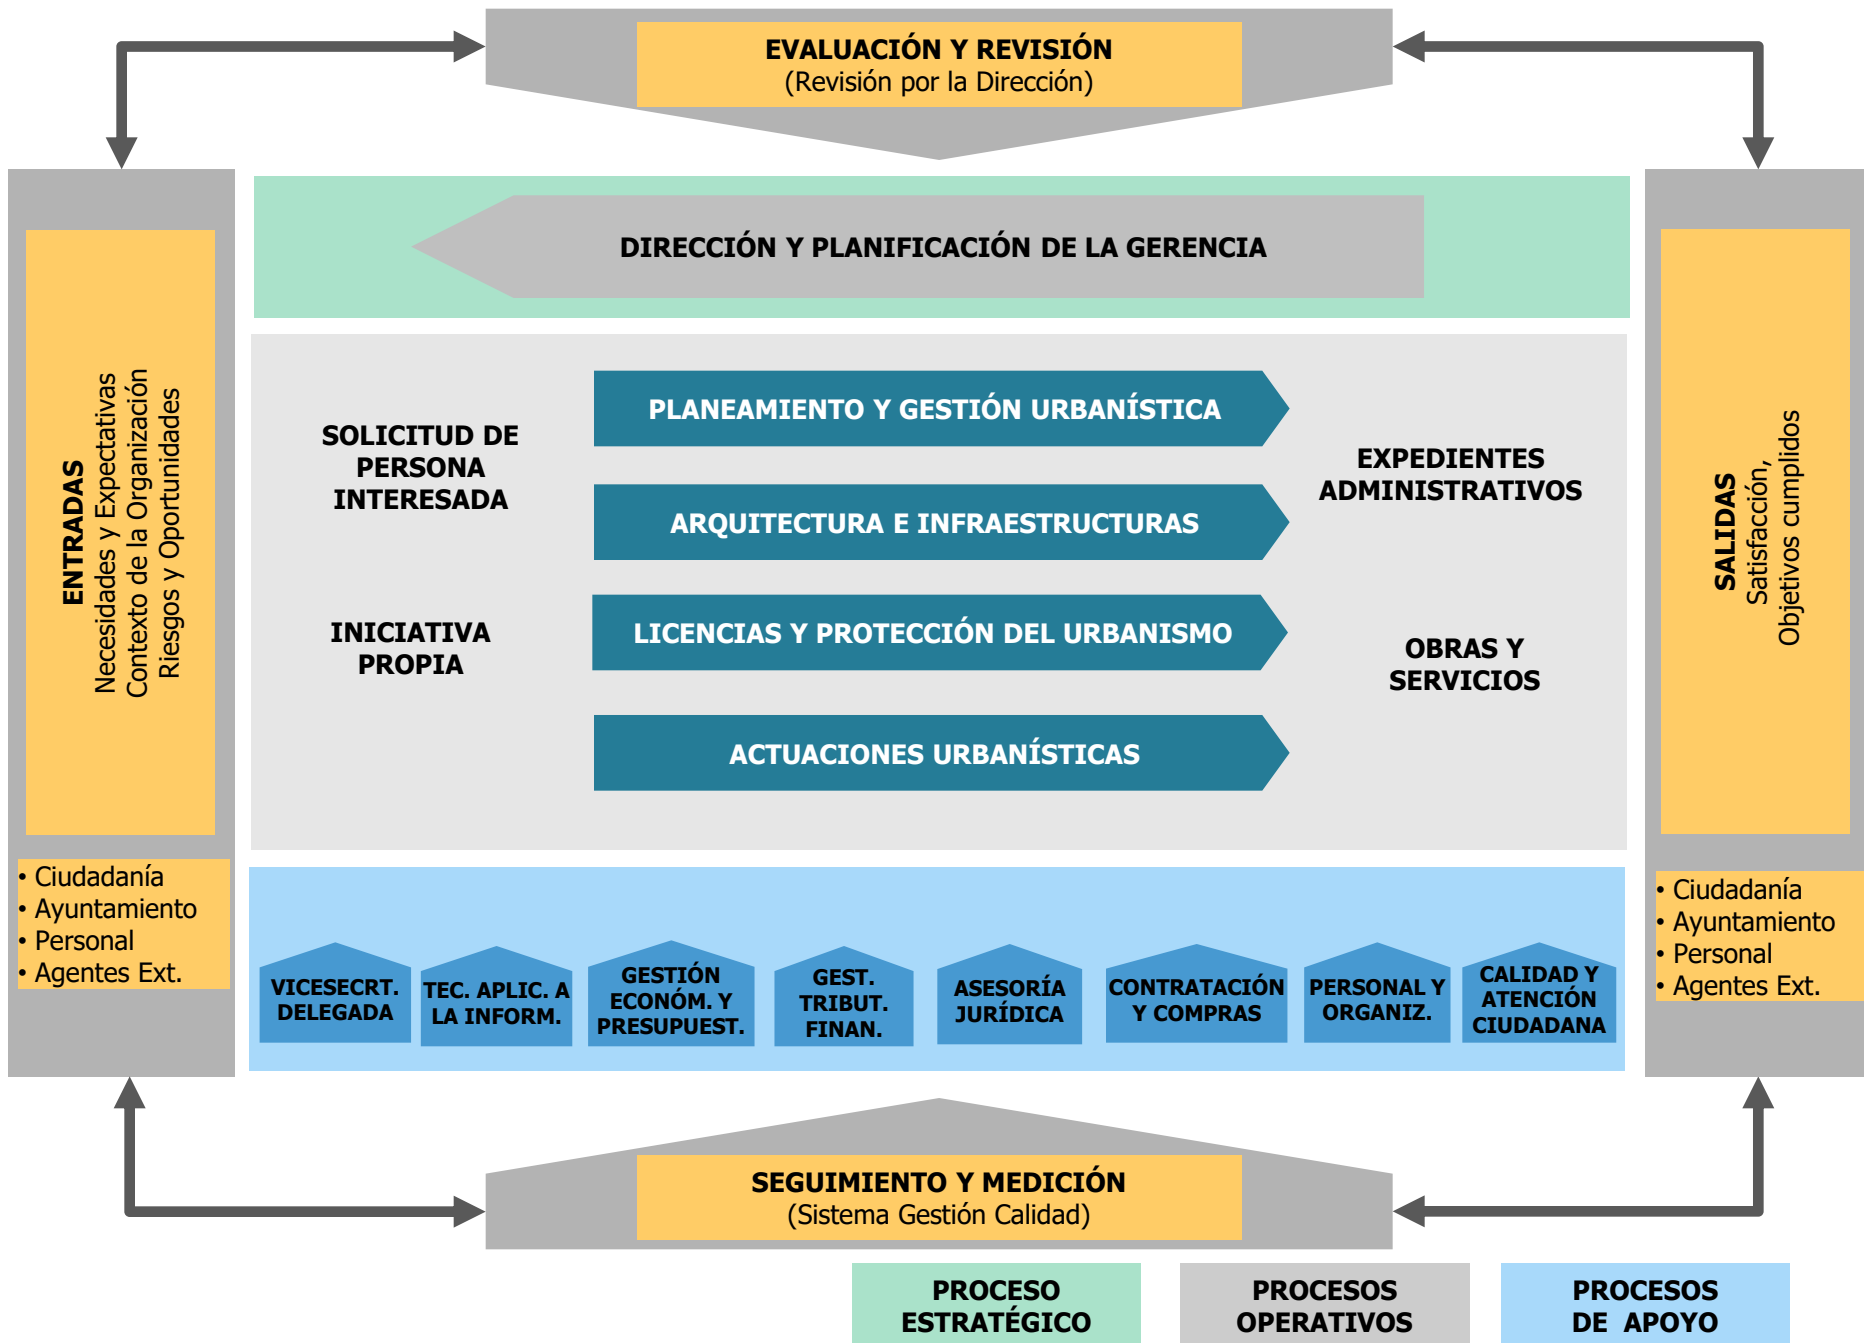 EVALUACIÓN Y REVISIÓN
(Revisión por la Dirección)
ENTRADAS
Necesidades y Expectativas
Contexto de la Organización
Riesgos y Oportunidades
• Ciudadanía
• Ayuntamiento
• Personal
• Agentes Ext.
DIRECCIÓN Y PLANIFICACIÓN DE LA GERENCIA
SOLICITUD DE
PERSONA
INTERESADA
INICIATIVA
PROPIA
PLANEAMIENTO Y GESTIÓN URBANÍSTICA
ARQUITECTURA E INFRAESTRUCTURAS
LICENCIAS Y PROTECCIÓN DEL URBANISMO
ACTUACIONES URBANÍSTICAS
EXPEDIENTES
ADMINISTRATIVOS
OBRAS Y
SERVICIOS
VICESECRT.
DELEGADA
TEC. APLIC. A
LA INFORM.
GESTIÓN
ECONÓM. Y
PRESUPUEST.
GEST.
TRIBUT.
FINAN.
ASESORÍA
JURÍDICA
CONTRATACIÓN
Y COMPRAS
PERSONAL Y
ORGANIZ.
CALIDAD Y
ATENCIÓN
CIUDADANA
SALIDAS
Satisfacción,
Objetivos cumplidos
• Ciudadanía
• Ayuntamiento
• Personal
• Agentes Ext.
SEGUIMIENTO Y MEDICIÓN
(Sistema Gestión Calidad)
PROCESO
ESTRATÉGICO
PROCESOS
OPERATIVOS
PROCESOS
DE APOYO